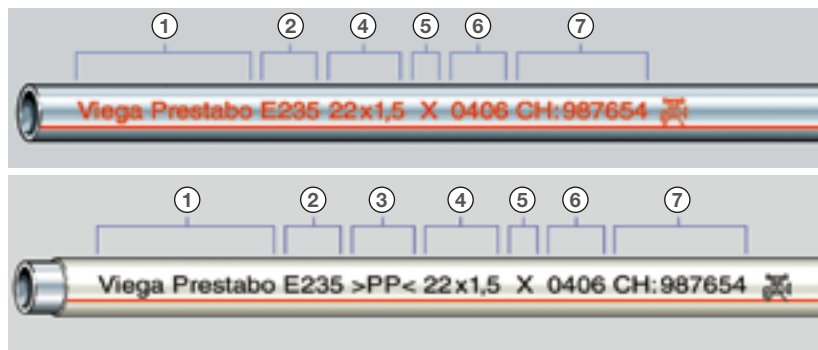 ① ② ④ ⑤ ⑥ ⑦
Viega Prestabo E235 22x1,5 X 0406 CH:987654
① ② ③ ④ ⑤ ⑥ ⑦
Viega Prestabo E235 >PP< 22x1,5 X 0406 CH:987654